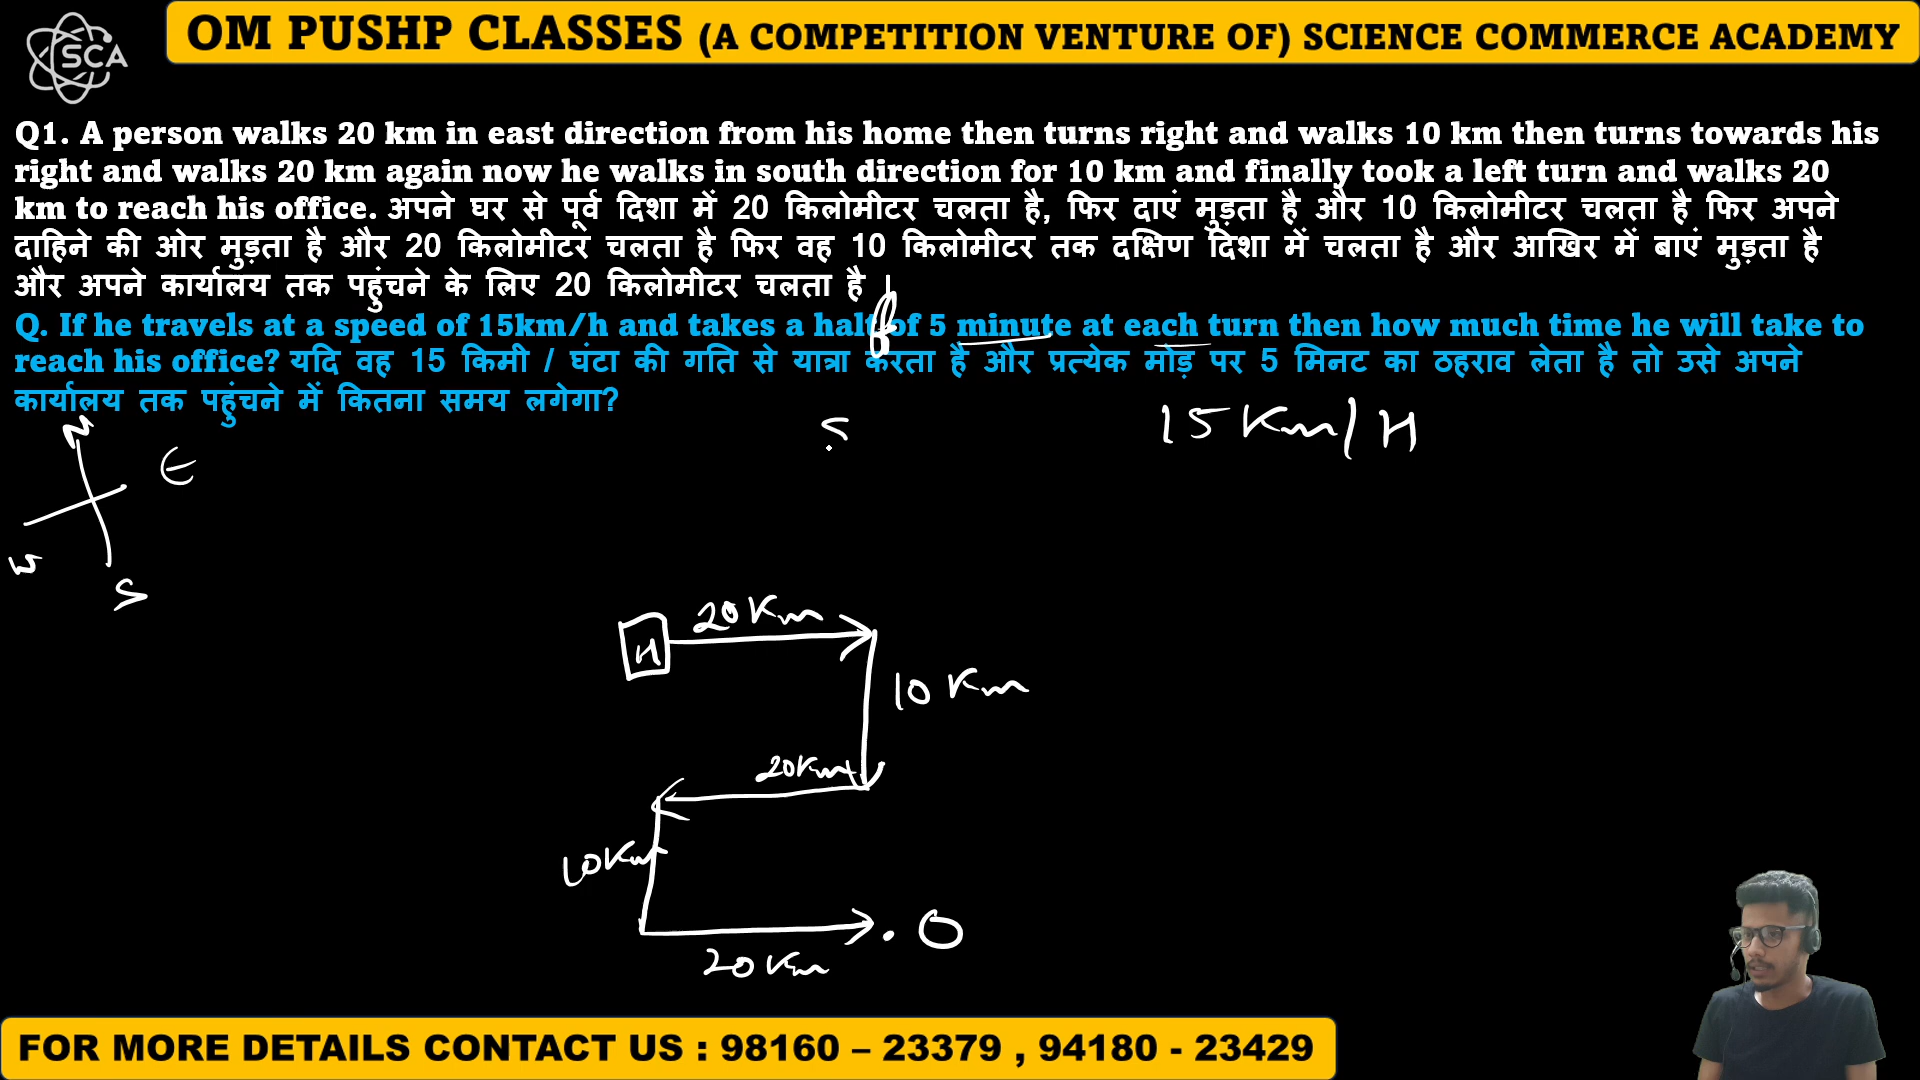 SCA
OM PUSHP CLASSES (A COMPETITION VENTURE OF) SCIENCE COMMERCE ACADEMY
Q1. A person walks 20 km in east direction from his home then turns right and walks 10 km then turns towards his
right and walks 20 km again now he walks in south direction for 10 km and finally took a left turn and walks 20
km to reach his office. अपने घर से पूर्व दिशा में 20 किलोमीटर चलता है, फिर दाएं मुड़ता है और 10 किलोमीटर चलता है फिर अपने
दाहिने की ओर मुड़ता है और 20 किलोमीटर चलता है फिर वह 10 किलोमीटर तक दक्षिण दिशा में चलता है और आखिर में बाएं मुड़ता है
और अपने कार्यालय तक पहुंचने के लिए 20 किलोमीटर चलता है ।
Q. If he travels at a speed of 15km/h and takes a halt of 5 minute at each turn then how much time he will take to
reach his office? यदि वह 15 किमी / घंटा की गति से यात्रा करता है और प्रत्येक मोड़ पर 5 मिनट का ठहराव लेता है तो उसे अपने
कार्यालय तक पहुंचने में कितना समय लगेगा?
15 Km/H
N
E
W
S
20 Km
H
10 Km
20Km
10Km
O
20 Km
FOR MORE DETAILS CONTACT US : 98160 – 23379 , 94180 - 23429